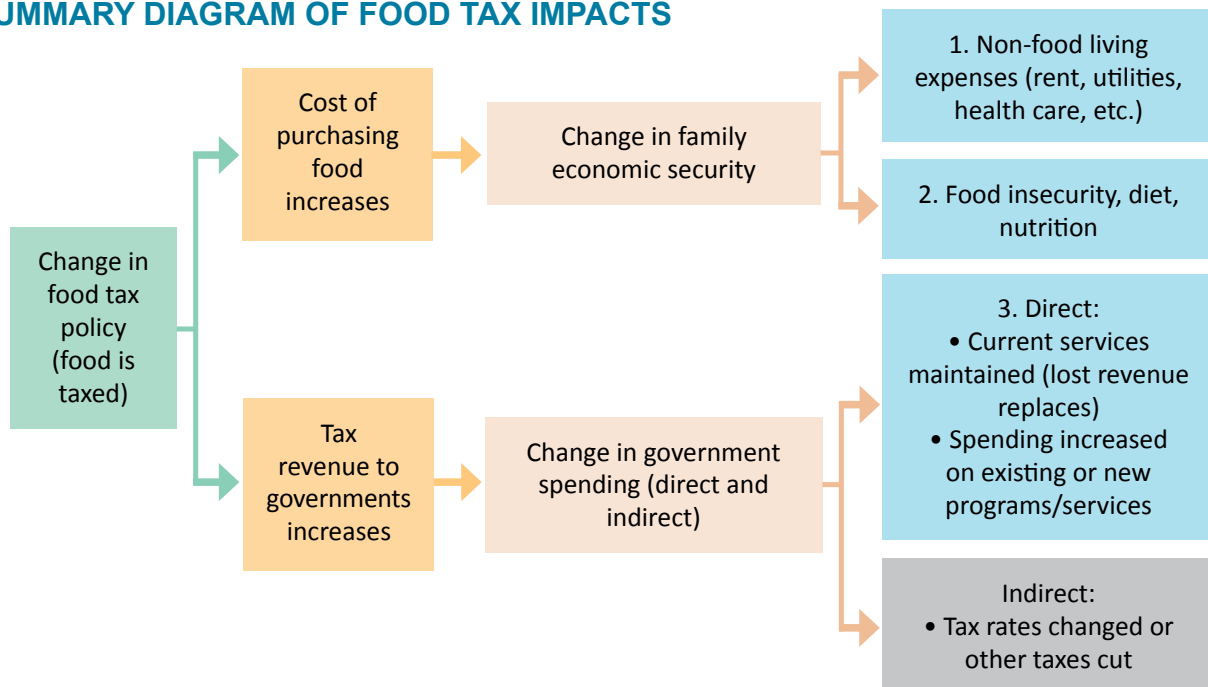 UMMARY DIAGRAM OF FOOD TAX IMPACTS
Change in
food tax
policy
(food is
taxed)
Cost of
purchasing
food
increases
Change in family
economic security
1. Non-food living
expenses (rent, utilities,
health care, etc.)
2. Food insecurity, diet,
nutrition
Tax
revenue to
governments
increases
Change in government
spending (direct and
indirect)
3. Direct:
• Current services
maintained (lost revenue
replaces)
• Spending increased
on existing or new
programs/services
Indirect:
• Tax rates changed or
other taxes cut